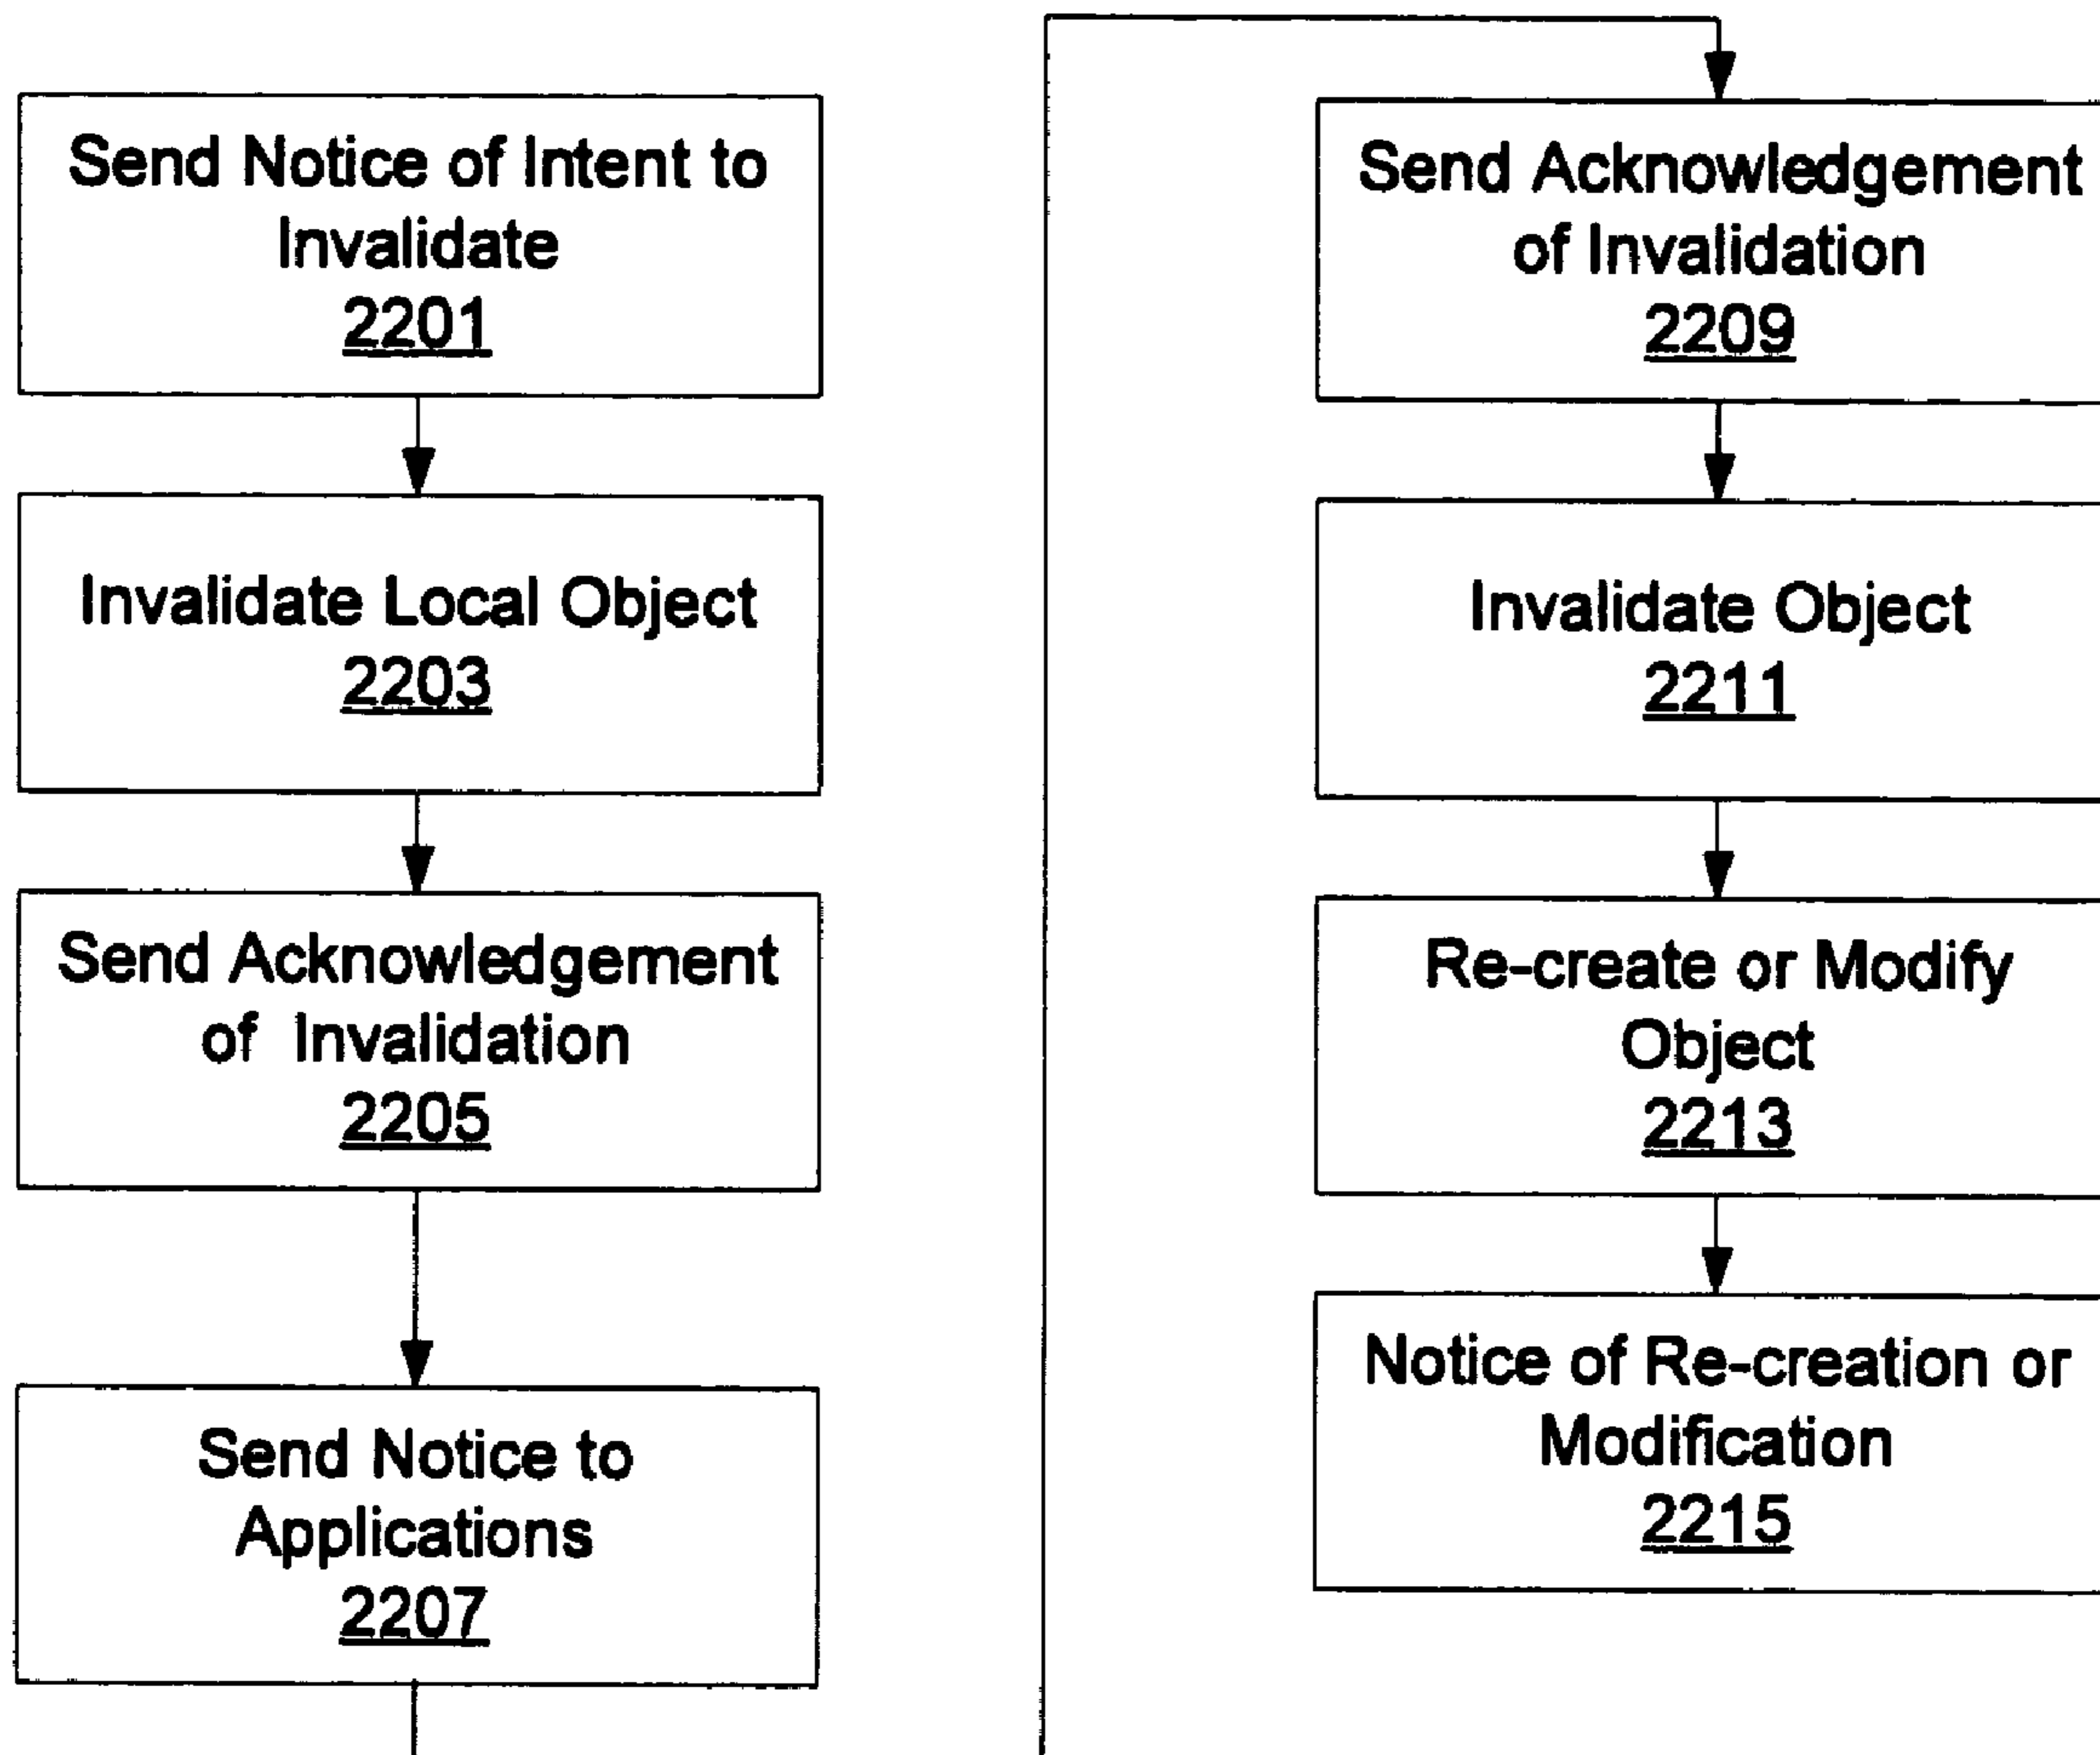 Send Notice of Intent to
Invalidate
2201
Invalidate Local Object
2203
Send Acknowledgement
of Invalidation
2205
Send Notice to
Applications
2207
Send Acknowledgement
of Invalidation
2209
Invalidate Object
2211
Re-create or Modify
Object
2213
Notice of Re-creation or
Modification
2215